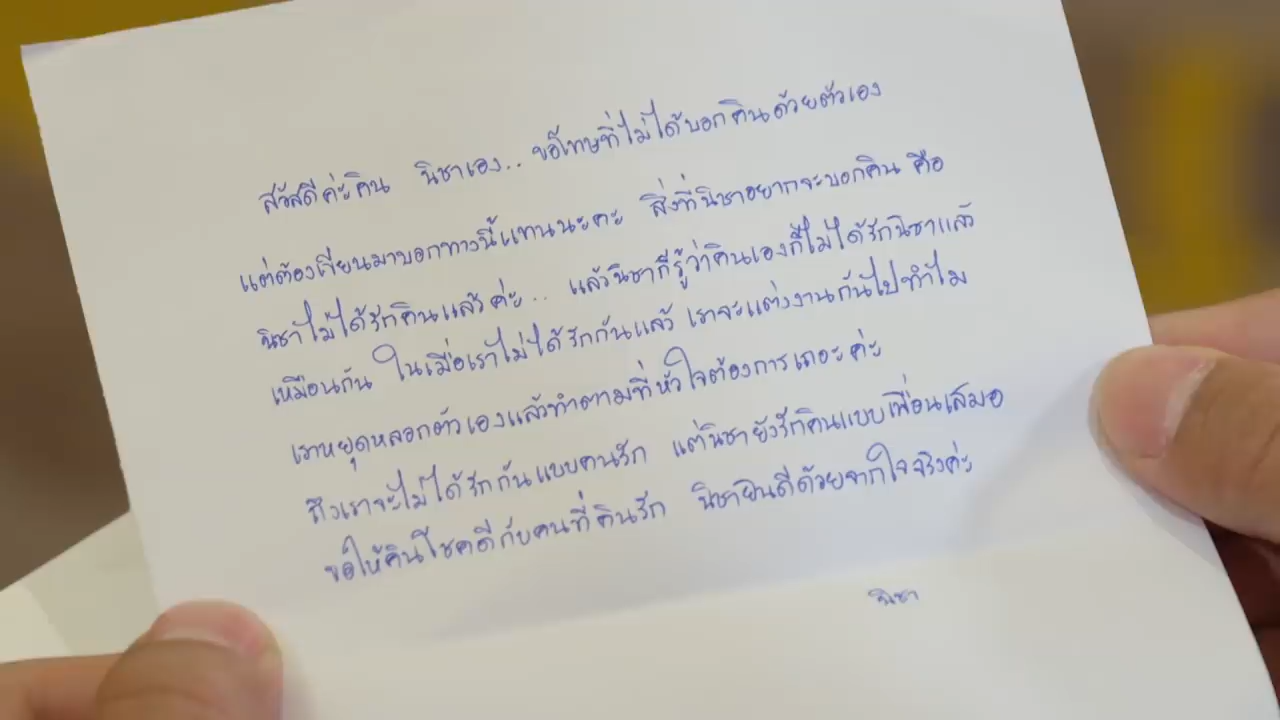 สวัสดีค่ะคิน นิชาเอง.. ขอโทษที่ไม่ได้บอกคินด้วยตัวเอง
แต่ต้องเขียนมาบอกทางนี้แทนนะคะ สิ่งที่นิชาอยากจะบอกคิน คือ
นิชาไม่ได้รักคินแล้วค่ะ... แล้วนิชาก็รู้ว่าคินเองก็ไม่ได้รักนิชาแล้ว
เหมือนกัน ในเมื่อเราไม่ได้รักกันแล้ว เราจะแต่งงานกันไปทำไม
เราหยุดหลอกตัวเองแล้วทำตามที่หัวใจต้องการเถอะค่ะ
ถึงเราจะไม่ได้รักกันแบบคนรัก แต่นิชายังรักคินแบบเพื่อนเสมอ
ขอให้คินโชคดีกับคนที่คินรัก นิชายินดีด้วยจากใจจริงค่ะ
นิชา